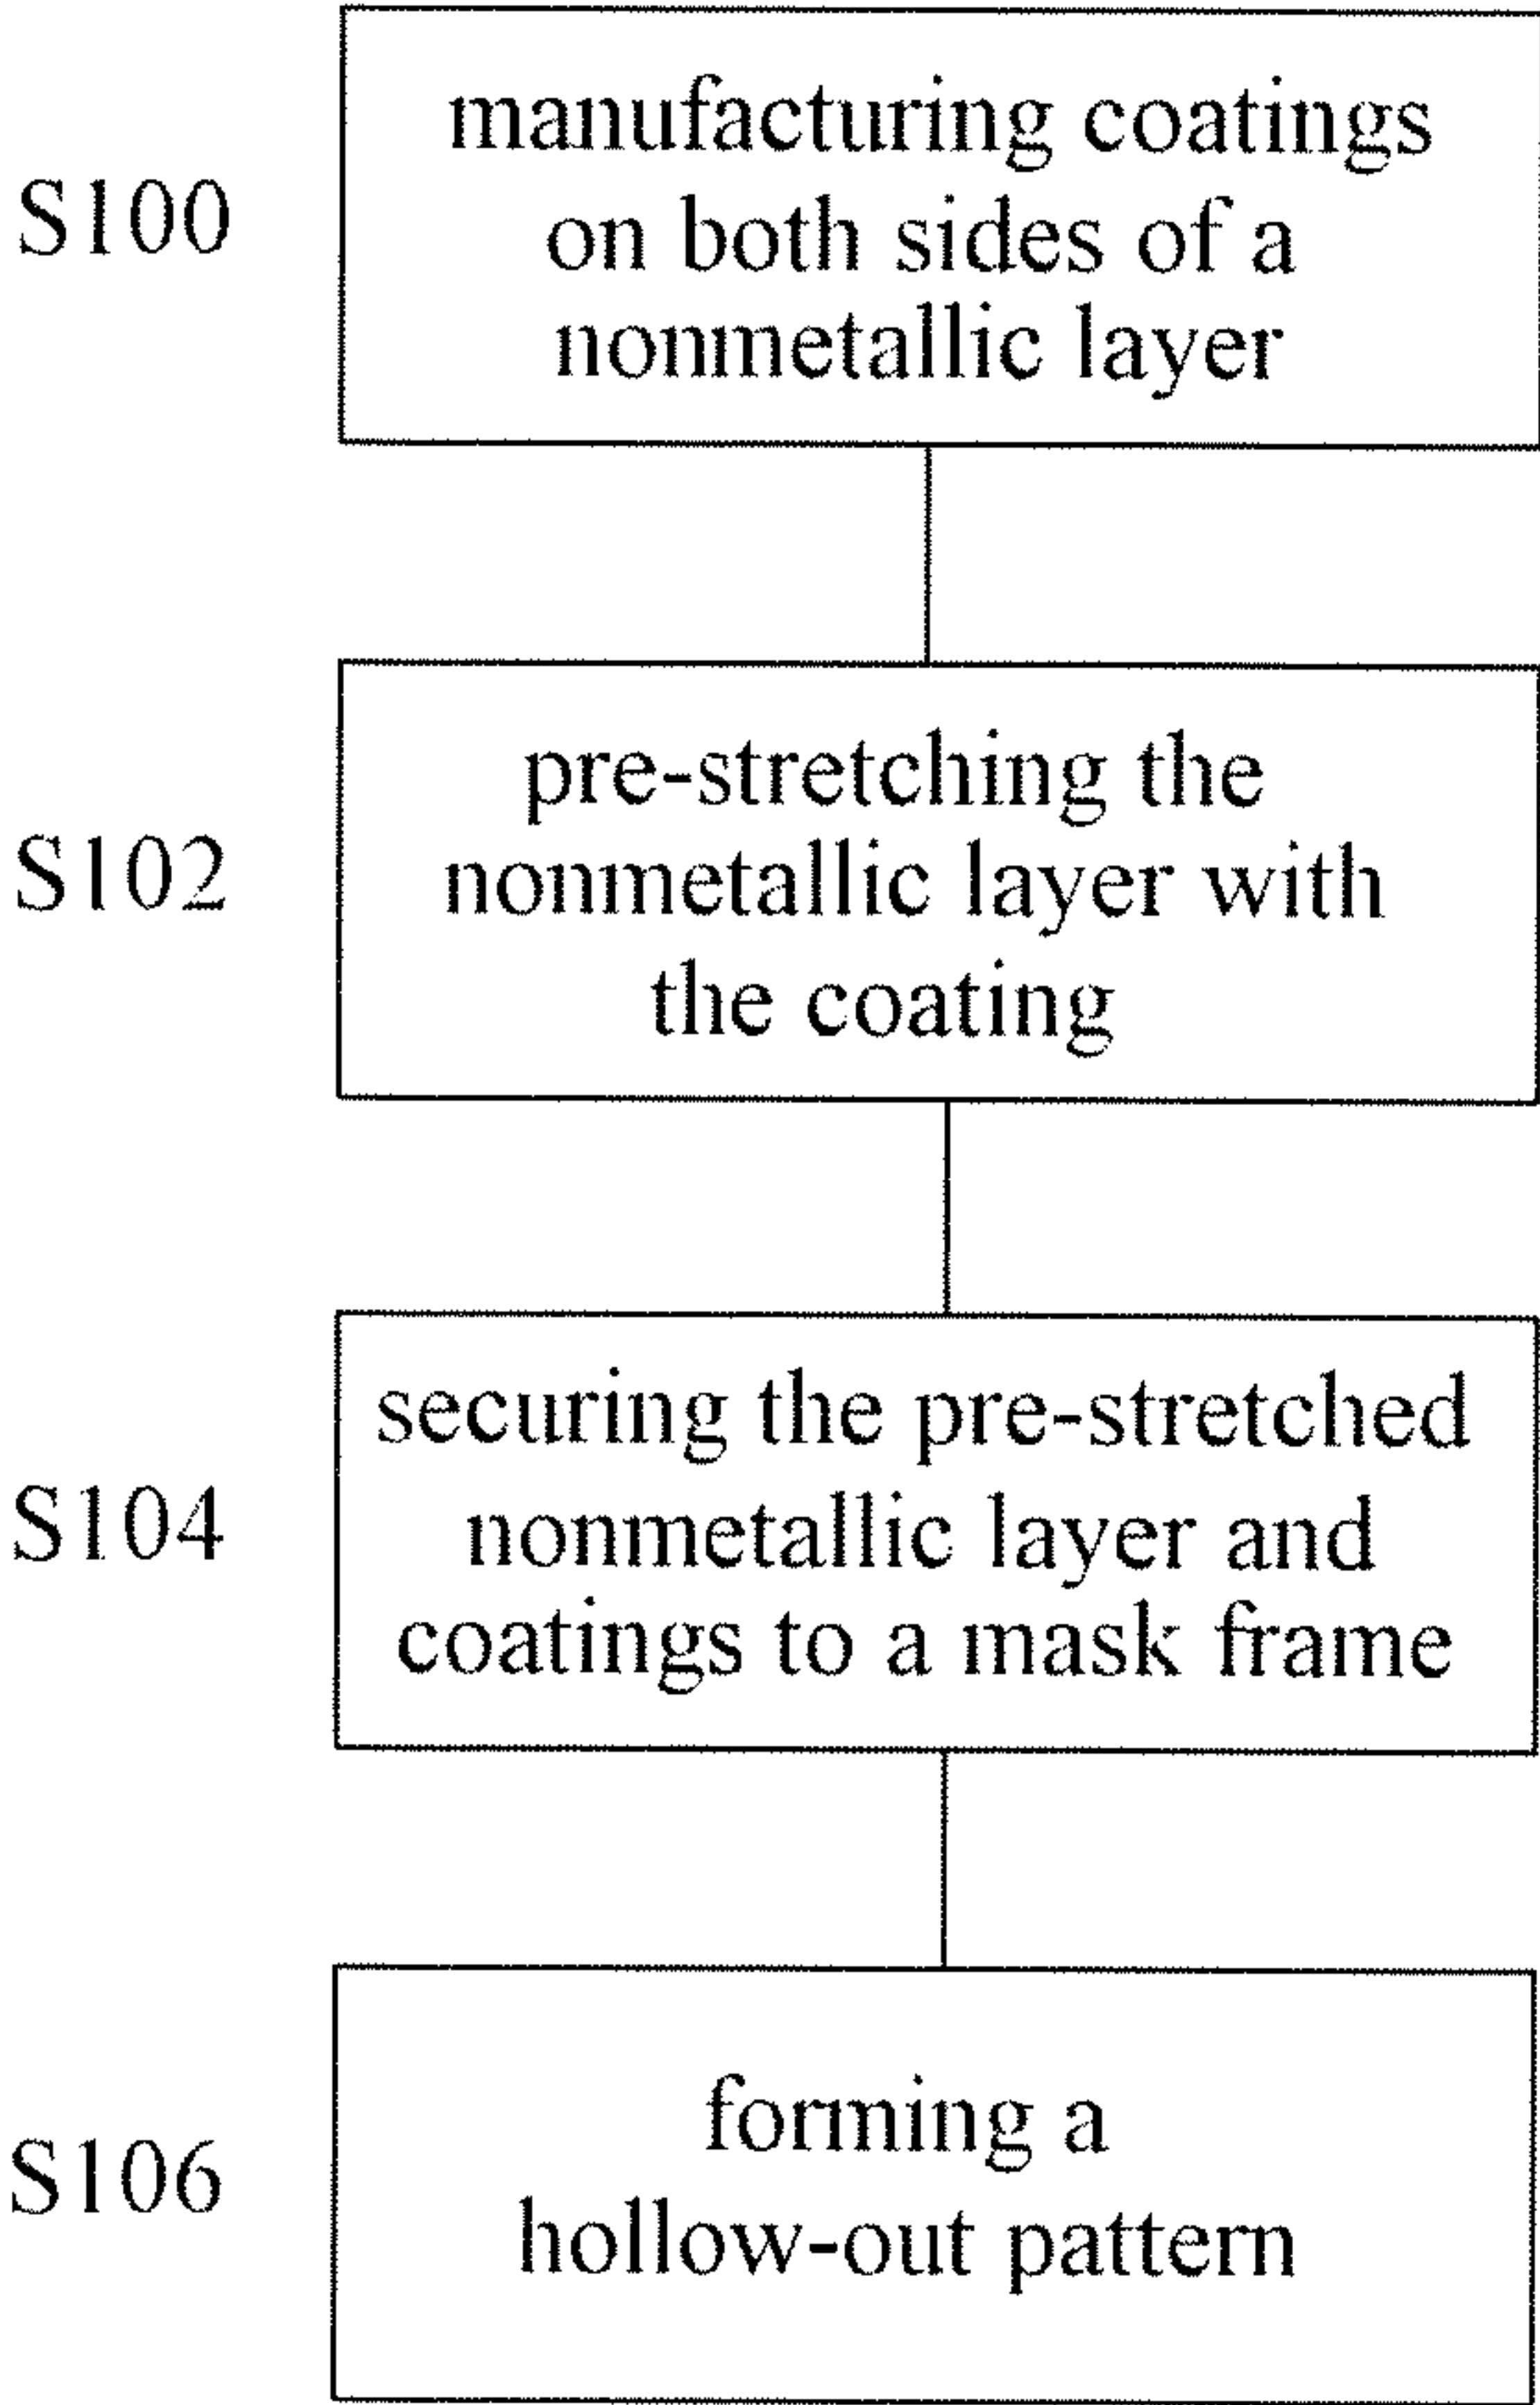 S100
manufacturing coatings
on both sides of a
nonmetallic layer
S102
pre-stretching the
nonmetallic layer with
the coating
S104
securing the pre-stretched
nonmetallic layer and
coatings to a mask frame
S106
forming a
hollow-out pattern